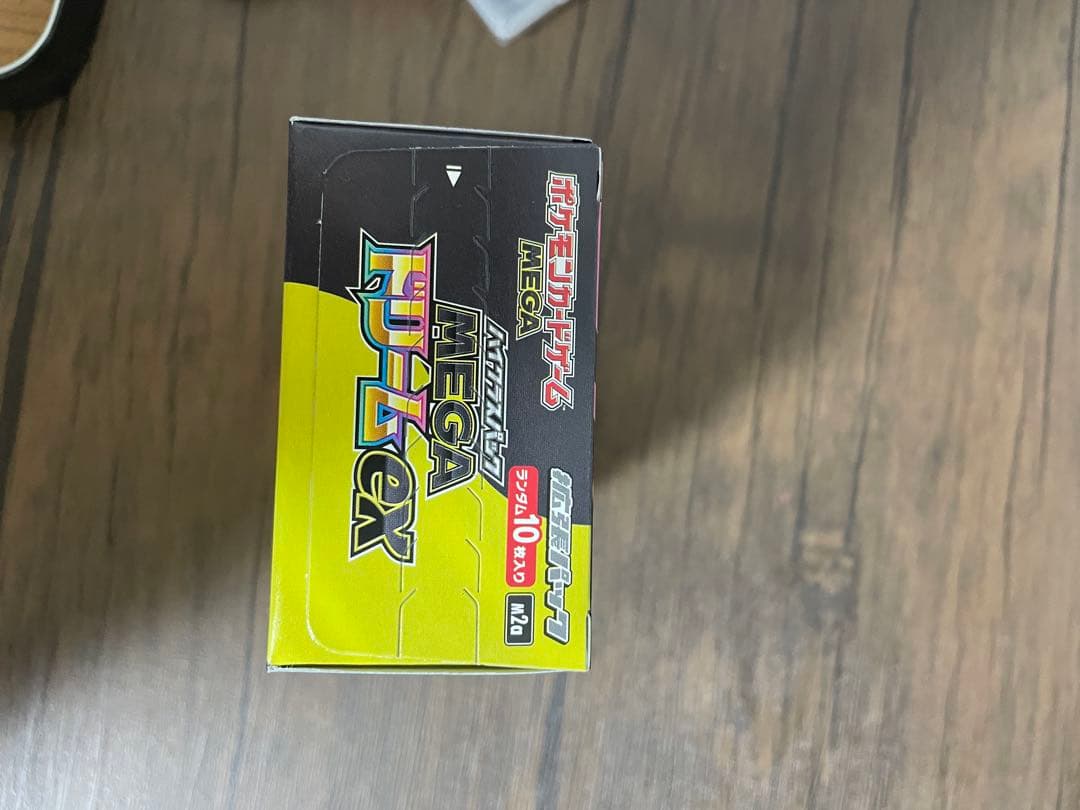 ポケモンカードゲーム
MEGA
拡張パック
ハイクラスパック
MEGA
ドリームex
ランダム10枚入り
M2a